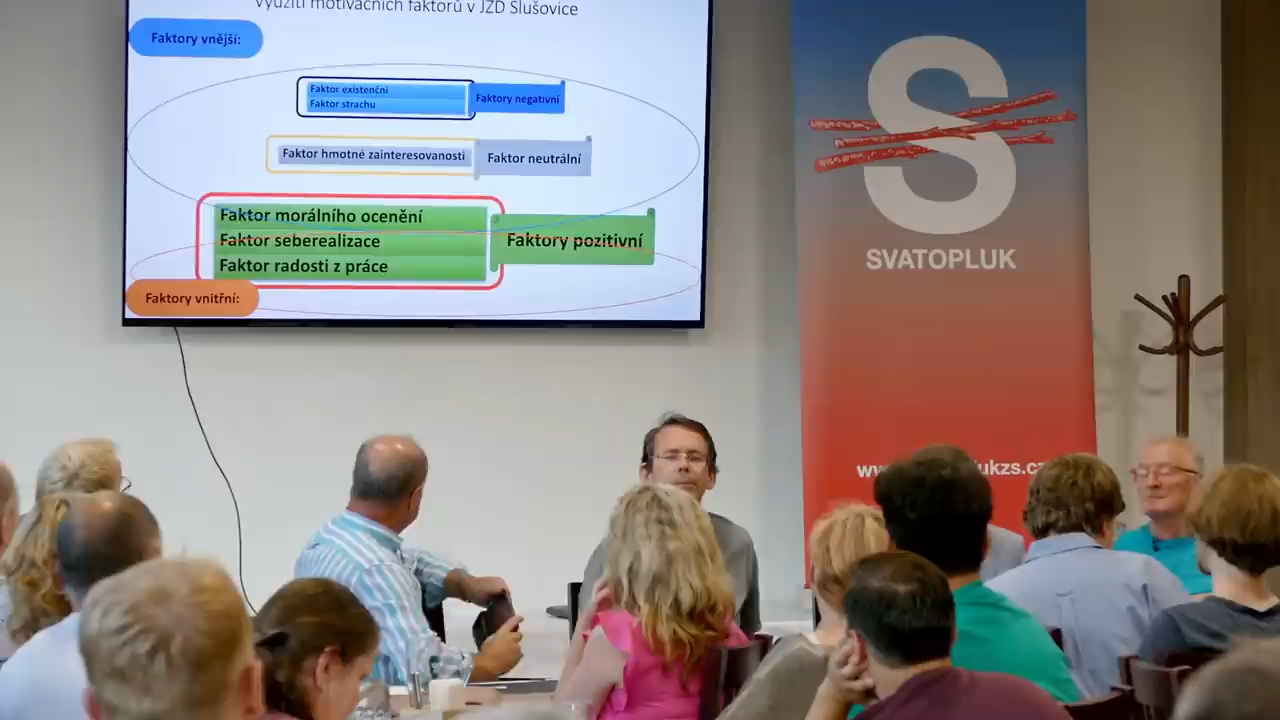 Využití motivačních faktorů v JZD Slušovice
Faktory vnější:
Faktor existenční
Faktor strachu
Faktory negativní
Faktor hmotné zainteresovanosti
Faktor neutrální
Faktor morálního ocenění
Faktor seberealizace
Faktor radosti z práce
Faktory pozitivní
Faktory vnitřní:
S
SVATOPLUK